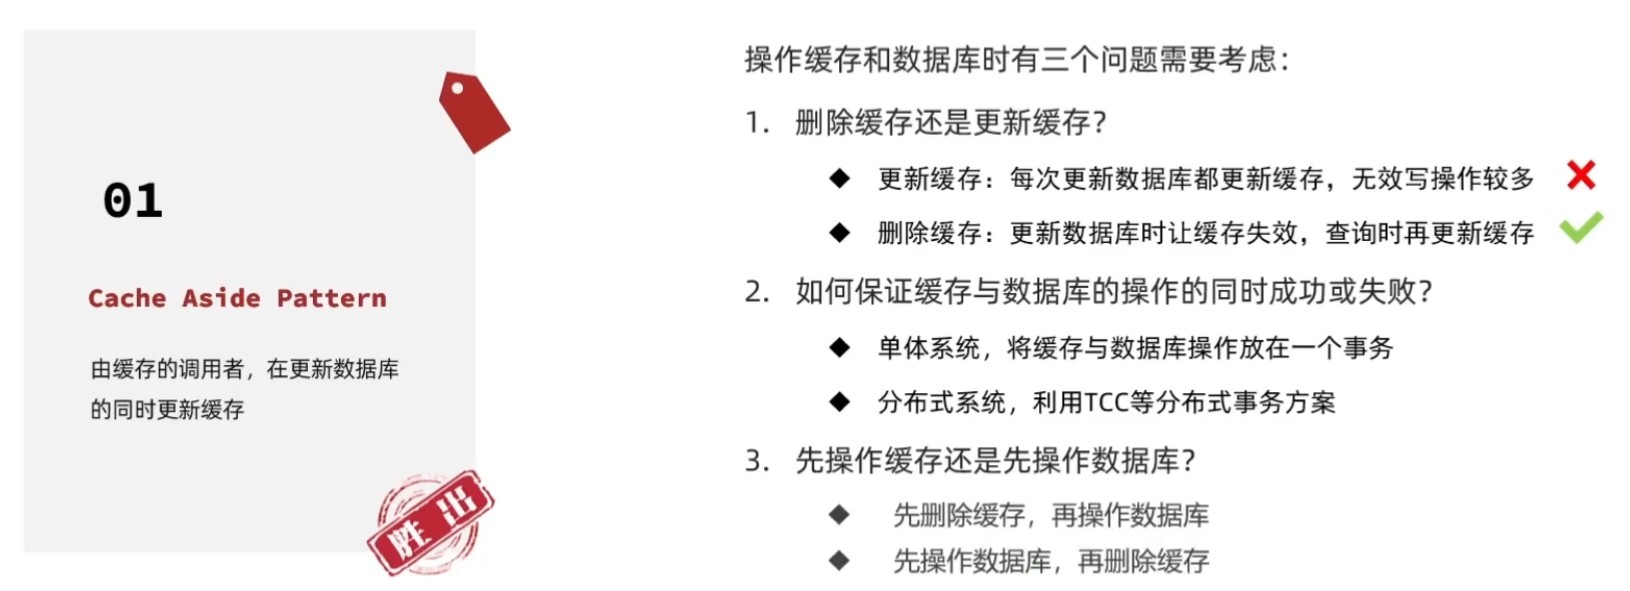 01
Cache Aside Pattern
由缓存的调用者，在更新数据库
的同时更新缓存
胜出
操作缓存和数据库时有三个问题需要考虑：
1. 删除缓存还是更新缓存？
◆ 更新缓存：每次更新数据库都更新缓存，无效写操作较多
◆ 删除缓存：更新数据库时让缓存失效，查询时再更新缓存
2. 如何保证缓存与数据库的操作的同时成功或失败？
◆ 单体系统，将缓存与数据库操作放在一个事务
◆ 分布式系统，利用TCC等分布式事务方案
3. 先操作缓存还是先操作数据库？
◆ 先删除缓存，再操作数据库
◆ 先操作数据库，再删除缓存